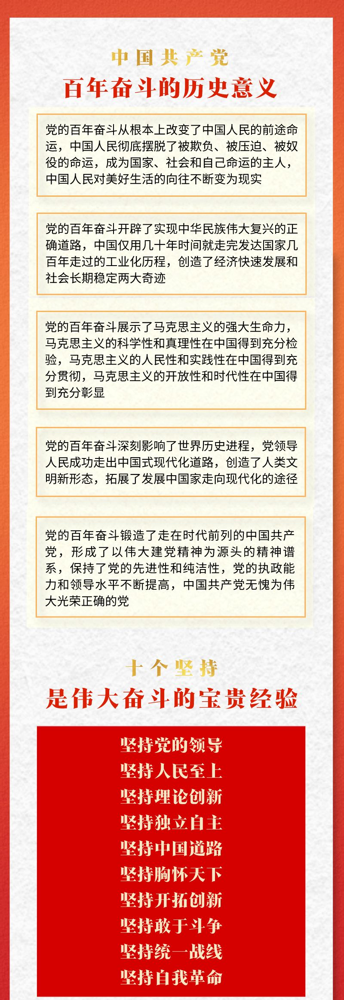 中国共产党
百年奋斗的历史意义
党的百年奋斗从根本上改变了中国人民的前途命
运，中国人民彻底摆脱了被欺负、被压迫、被奴
役的命运，成为国家、社会和自己命运的主人，
中国人民对美好生活的向往不断变为现实
党的百年奋斗开辟了实现中华民族伟大复兴的正
确道路，中国仅用几十年时间就走完发达国家几
百年走过的工业化历程，创造了经济快速发展和
社会长期稳定两大奇迹
党的百年奋斗展示了马克思主义的强大生命力，
马克思主义的科学性和真理性在中国得到充分检
验，马克思主义的人民性和实践性在中国得到充
分贯彻，马克思主义的开放性和时代性在中国得
到充分彰显
党的百年奋斗深刻影响了世界历史进程，党领导
人民成功走出中国式现代化道路，创造了人类文
明新形态，拓展了发展中国家走向现代化的途径
党的百年奋斗锻造了走在时代前列的中国共产
党，形成了以伟大建党精神为源头的精神谱
系，保持了党的先进性和纯洁性，党的执政能
力和领导水平不断提高，中国共产党无愧为伟
大光荣正确的党
十个坚持
是伟大奋斗的宝贵经验
坚持党的领导
坚持人民至上
坚持理论创新
坚持独立自主
坚持中国道路
坚持胸怀天下
坚持开拓创新
坚持敢于斗争
坚持统一战线
坚持自我革命